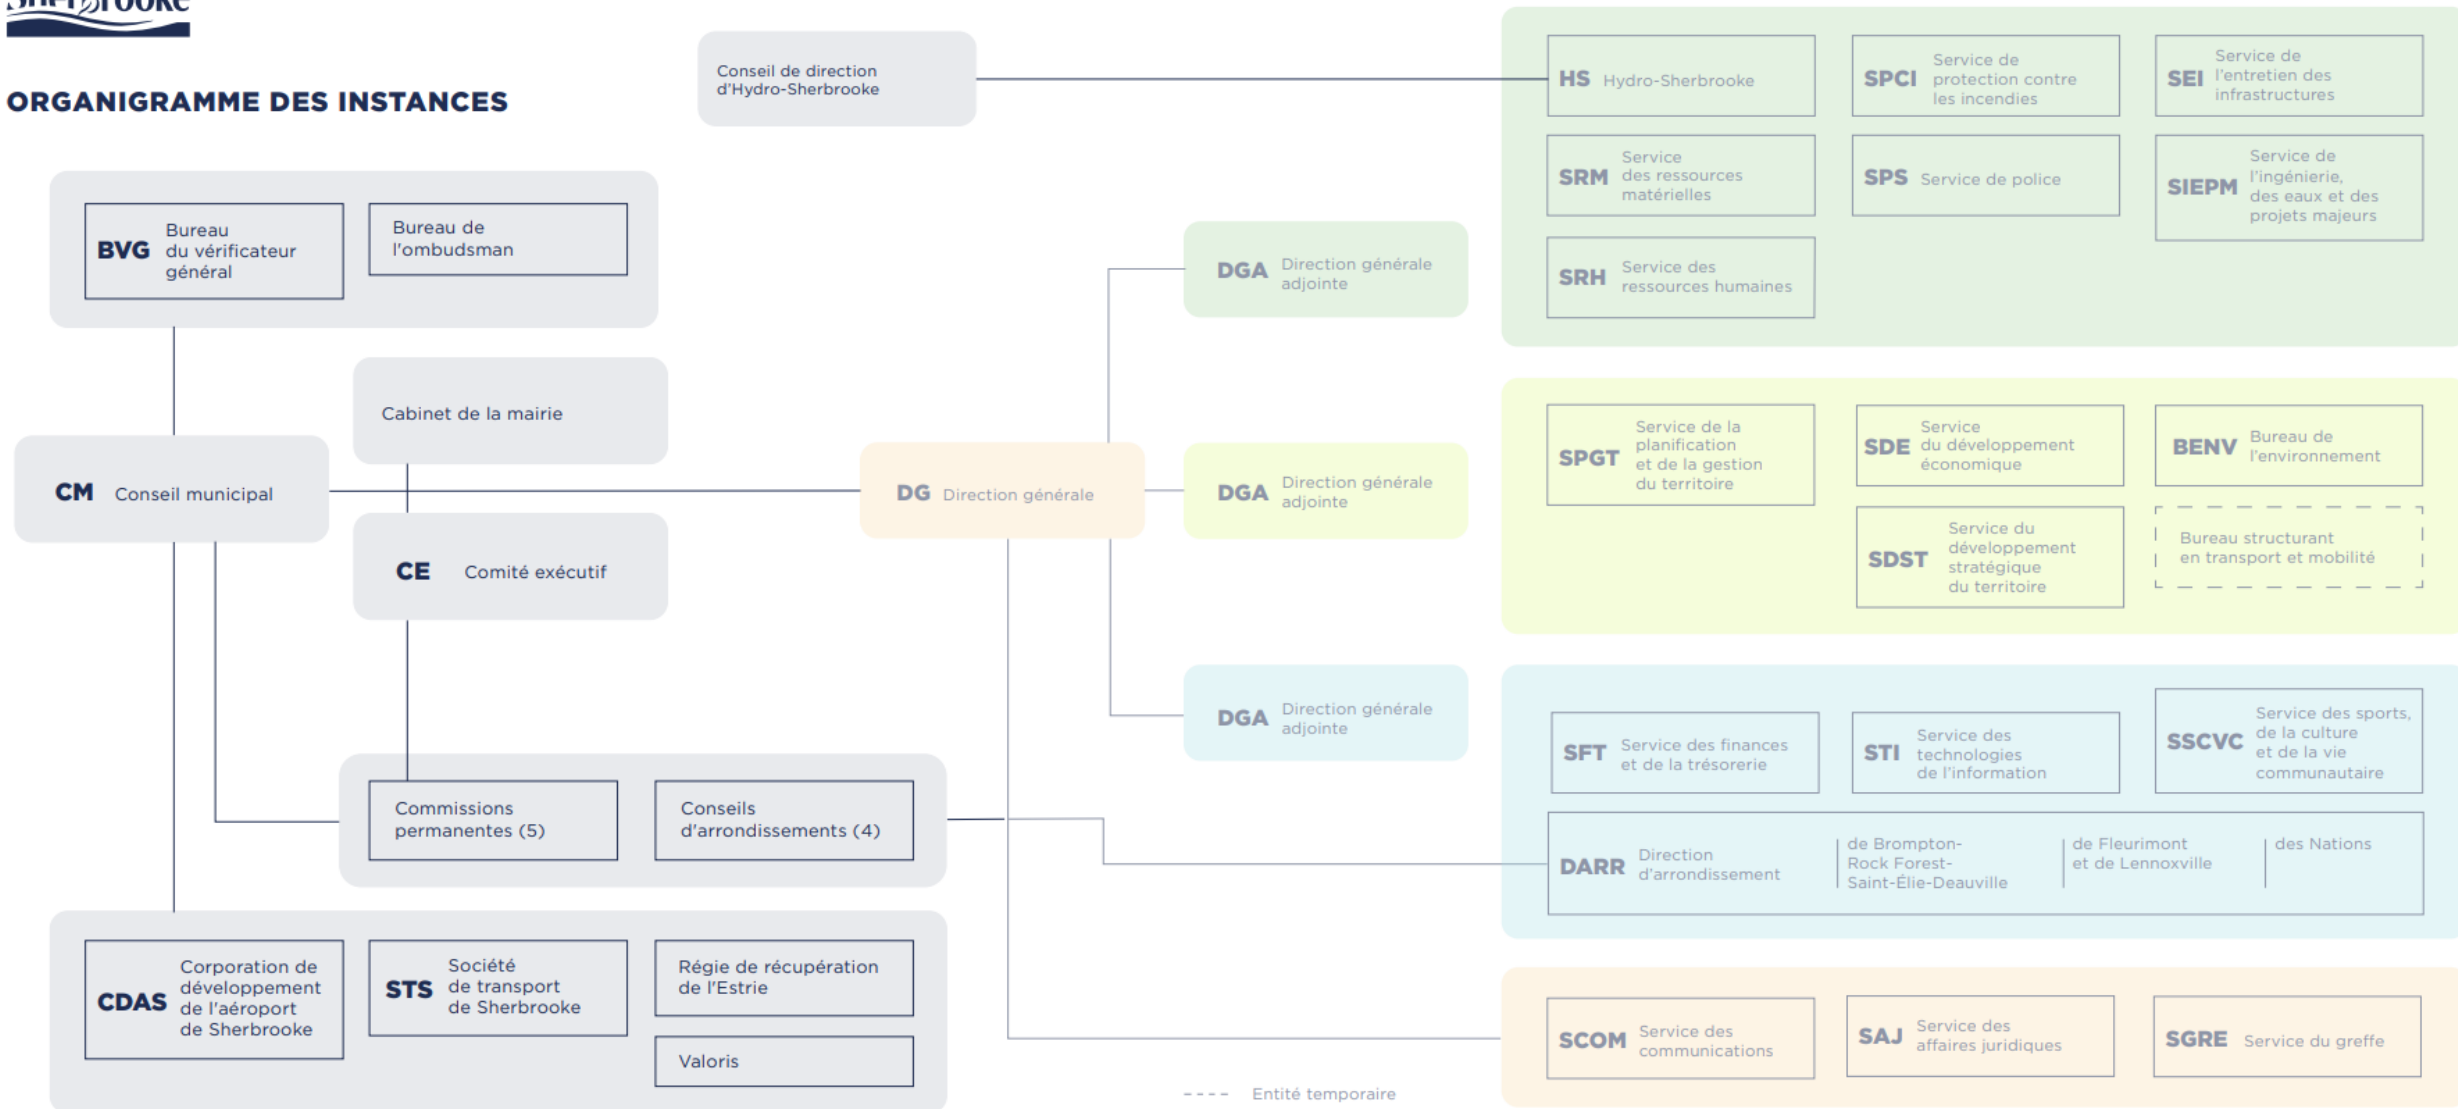 Sherbrooke
ORGANIGRAMME DES INSTANCES
Conseil de direction
d'Hydro-Sherbrooke
BVG
Bureau
du vérificateur
général
Bureau de
l'ombudsman
Cabinet de la mairie
CM Conseil municipal
CE Comité exécutif
Commissions
permanentes (5)
Conseils
d'arrondissements (4)
CDAS
Corporation de
développement
de l'aéroport
de Sherbrooke
STS
Société
de transport
de Sherbrooke
Régie de récupération
de l'Estrie
Valoris
DG Direction générale
DGA
Direction générale
adjointe
DGA
Direction générale
adjointe
DGA
Direction générale
adjointe
HS Hydro-Sherbrooke
SPCI
Service de
protection contre
les incendies
SEI
Service de
l'entretien des
infrastructures
SRM
Service
des ressources
matérielles
SPS Service de police
SIEPM
Service de
l'ingénierie,
des eaux et des
projets majeurs
SRH
Service des
ressources humaines
SPGT
Service de la
planification
et de la gestion
du territoire
SDE
Service
du développement
économique
BENV
Bureau de
l'environnement
SDST
Service du
développement
stratégique
du territoire
Bureau structurant
en transport et mobilité
SFT
Service des finances
et de la trésorerie
STI
Service des
technologies
de l'information
SSCVC
Service des sports,
de la culture
et de la vie
communautaire
DARR
Direction
d'arrondissement
de Brompton-
Rock Forest-
Saint-Élie-Deauville
de Fleurimont
et de Lennoxville
des Nations
SCOM
Service des
communications
SAJ
Service des
affaires juridiques
SGRE Service du greffe
Entité temporaire